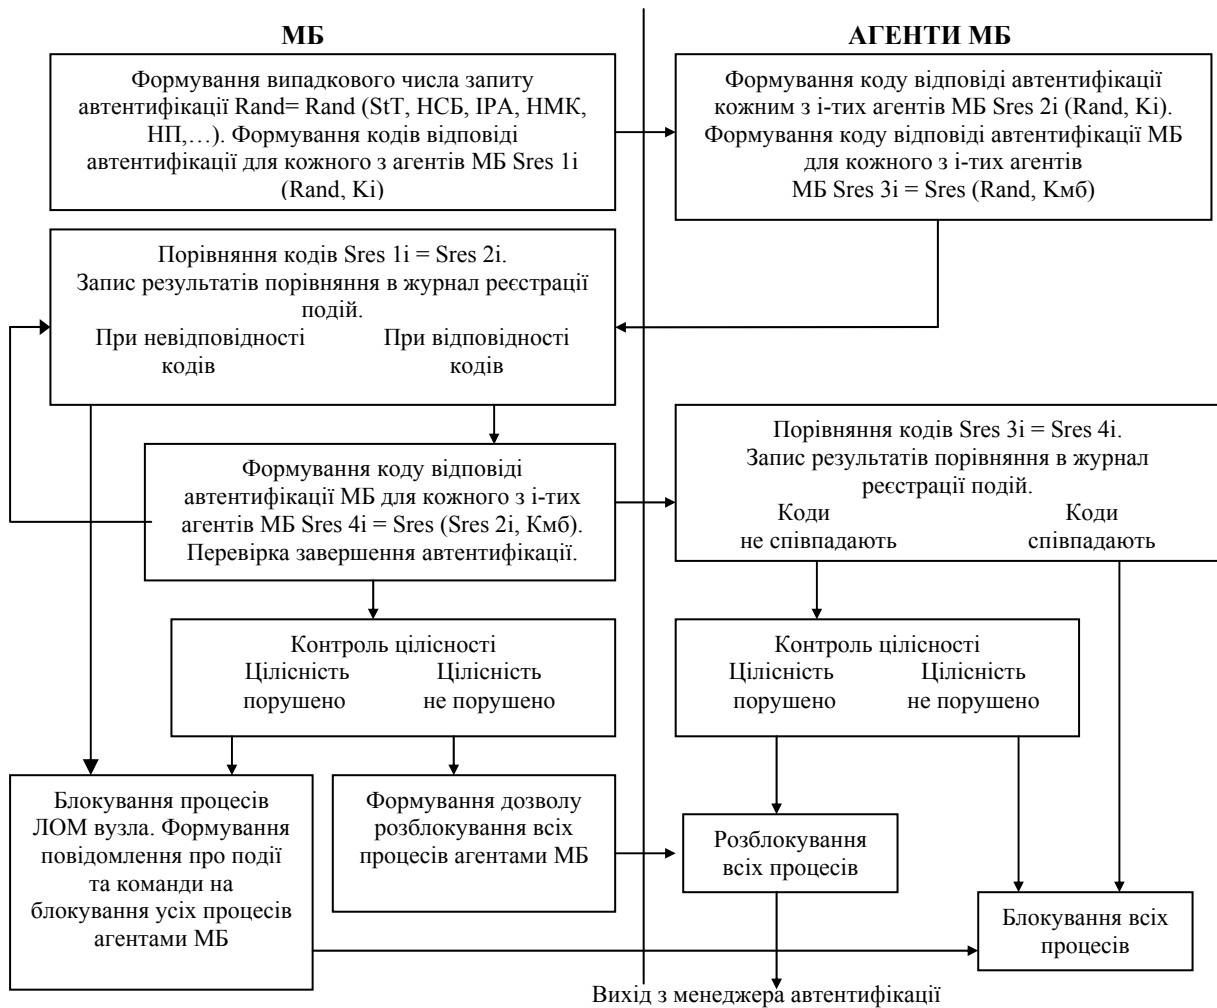 МБ
АГЕНТИ МБ
Формування випадкового числа запиту
автентифікації Rand= Rand (StT, НСБ, IPA, НМК,
НП,…). Формування кодів відповіді
автентифікації для кожного з агентів МБ Sres 1i
(Rand, Ki)
Формування коду відповіді автентифікації
кожним з і-тих агентів МБ Sres 2i (Rand, Ki).
Формування коду відповіді автентифікації МБ
для кожного з і-тих агентів
МБ Sres 3i = Sres (Rand, Kмб)
Порівняння кодів Sres 1i = Sres 2i.
Запис результатів порівняння в журнал реєстрації
подій.
При невідповідності
кодів
При відповідності
кодів
Порівняння кодів Sres 3i = Sres 4i.
Запис результатів порівняння в журнал
реєстрації подій.
Коди
не співпадають
Коди
співпадають
Формування коду відповіді
автентифікації МБ для кожного з і-тих
агентів МБ Sres 4i = Sres (Sres 2i, Kмб).
Перевірка завершення автентифікації.
Контроль цілісності
Цілісність
порушено
Цілісність
не порушено
Контроль цілісності
Цілісність
порушено
Цілісність
не порушено
Блокування процесів
ЛОМ вузла. Формування
повідомлення про події
та команди на
блокування усіх процесів
агентами МБ
Формування дозволу
розблокування всіх
процесів агентами МБ
Розблокування
всіх процесів
Блокування всіх
процесів
Вихід з менеджера автентифікації